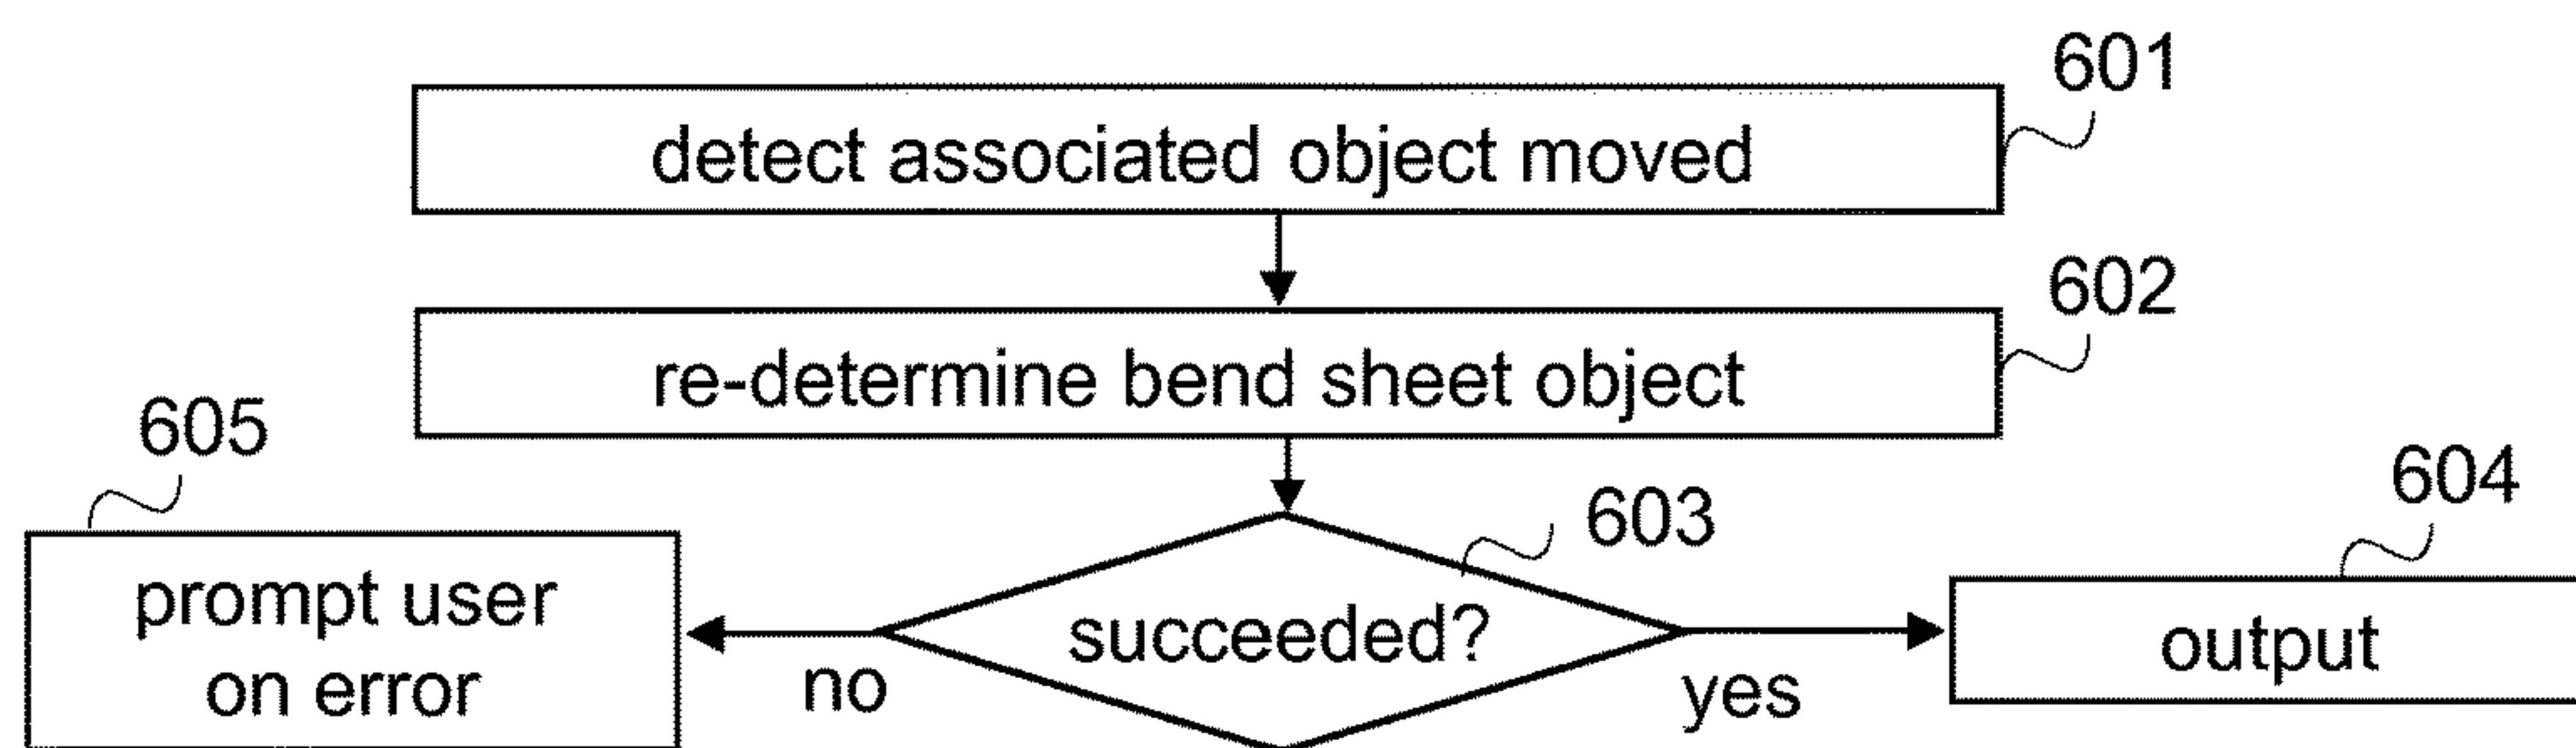 601
detect associated object moved
602
re-determine bend sheet object
605
604
603
prompt user
on error
no
succeeded?
yes
output